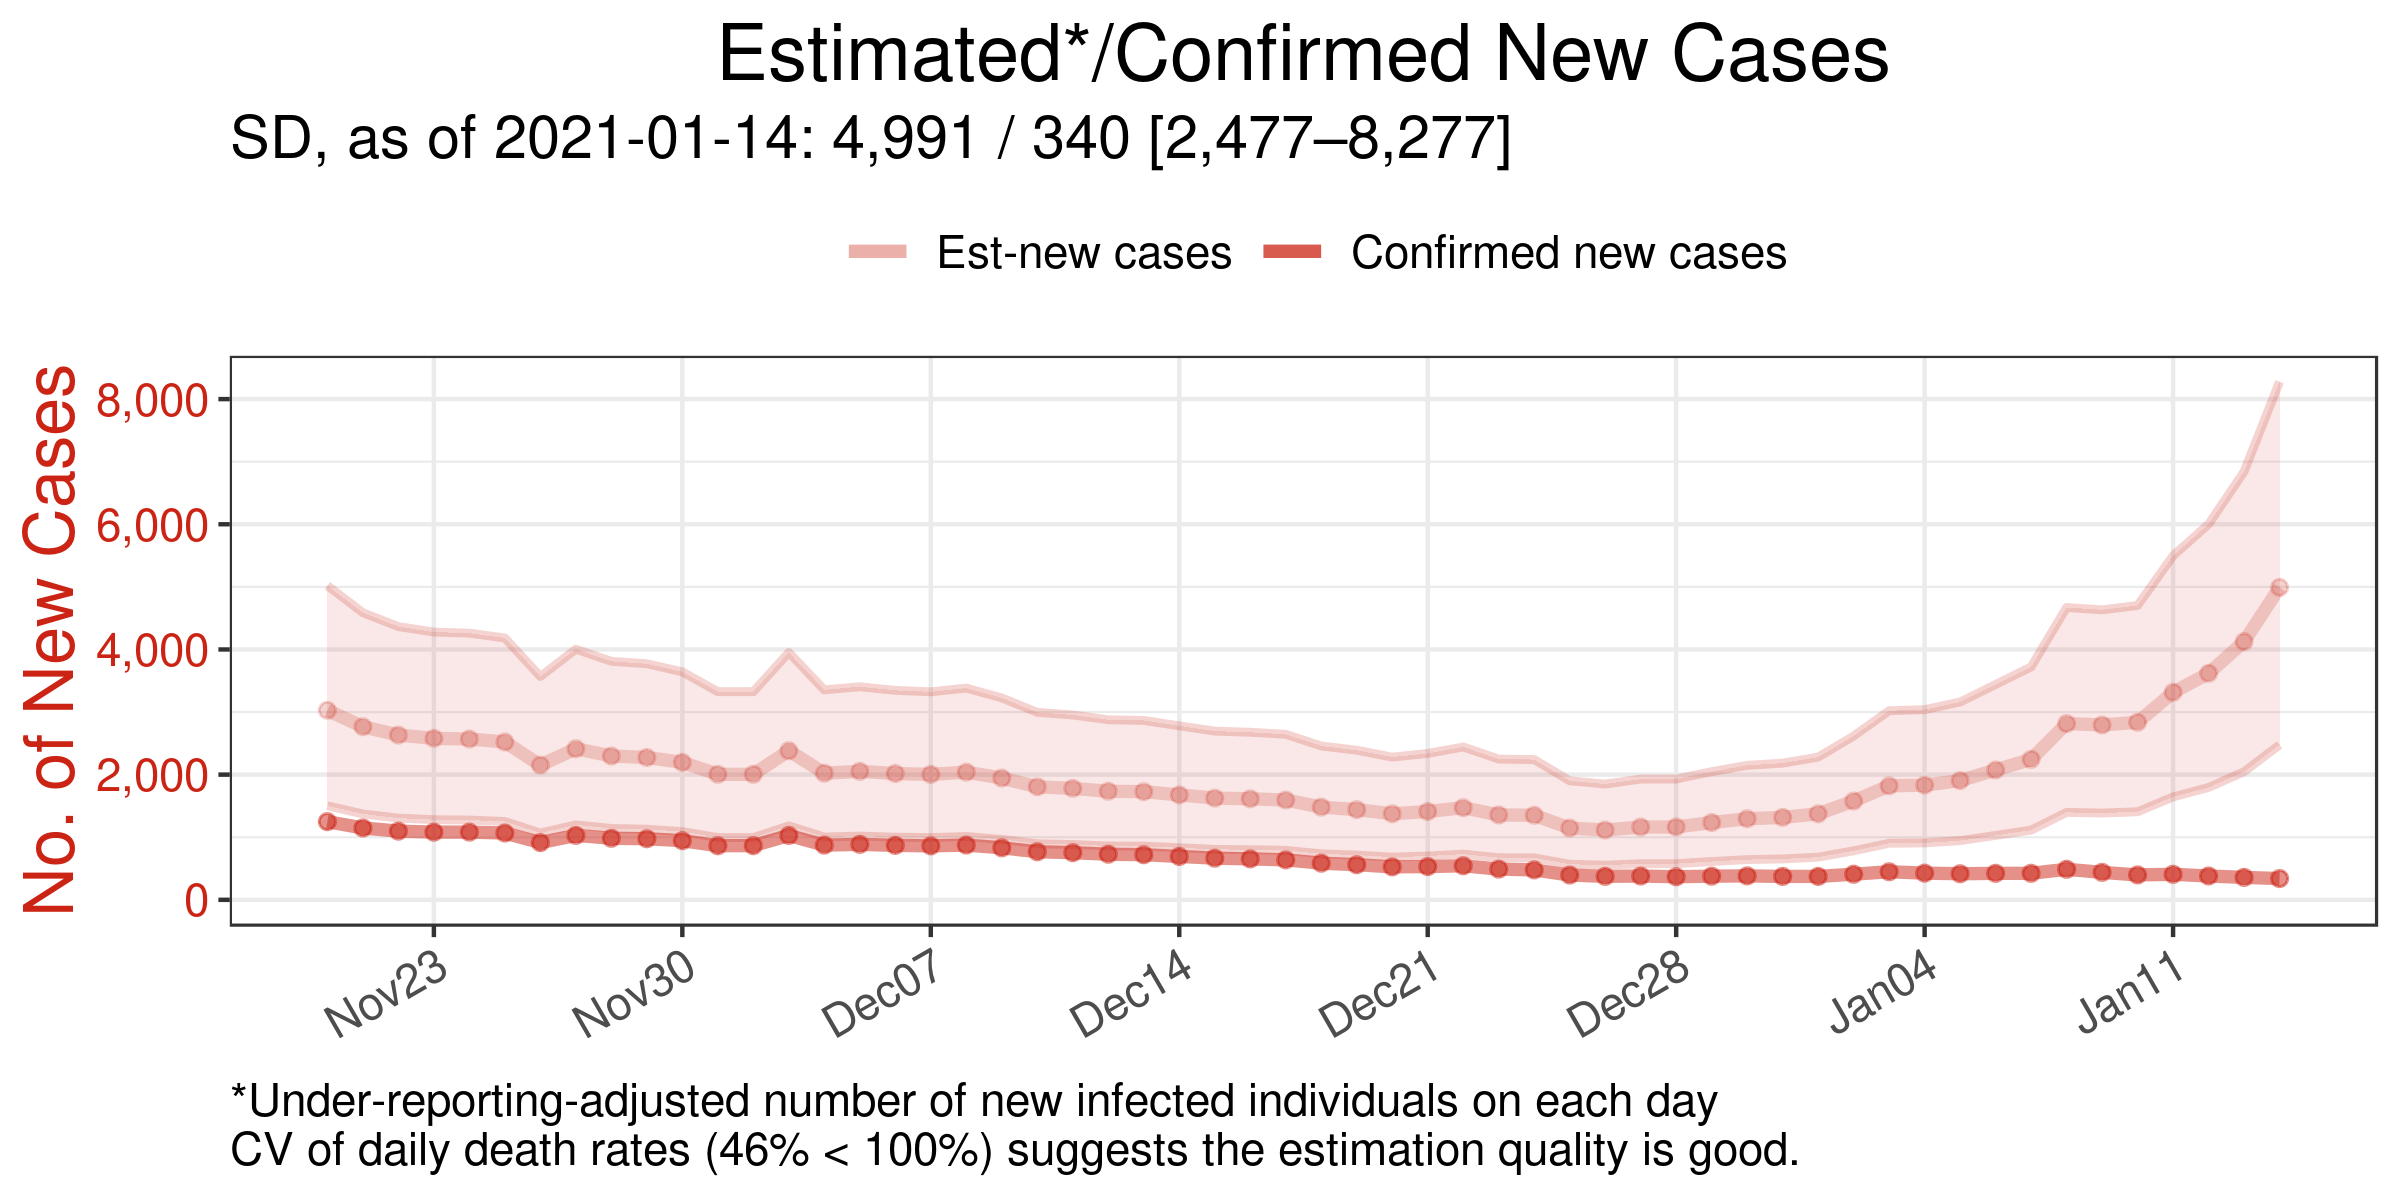 Estimated*/Confirmed New Cases
SD, as of 2021-01-14: 4,991 / 340 [2,477–8,277]
Est-new cases
Confirmed new cases
No. of New Cases
8,000
6,000
4,000
2,000
0
Nov23
Nov30
Dec07
Dec14
Dec21
Dec28
Jan04
Jan11
*Under-reporting-adjusted number of new infected individuals on each day
CV of daily death rates (46% < 100%) suggests the estimation quality is good.